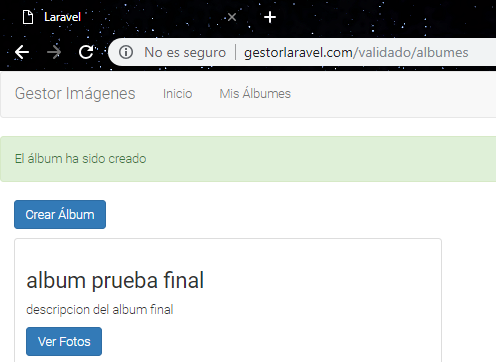 Laravel
No es seguro | gestorlaravel.com/validado/albumes
Gestor Imágenes Inicio Mis Álbumes
El álbum ha sido creado
Crear Álbum
album prueba final
descripcion del album final
Ver Fotos